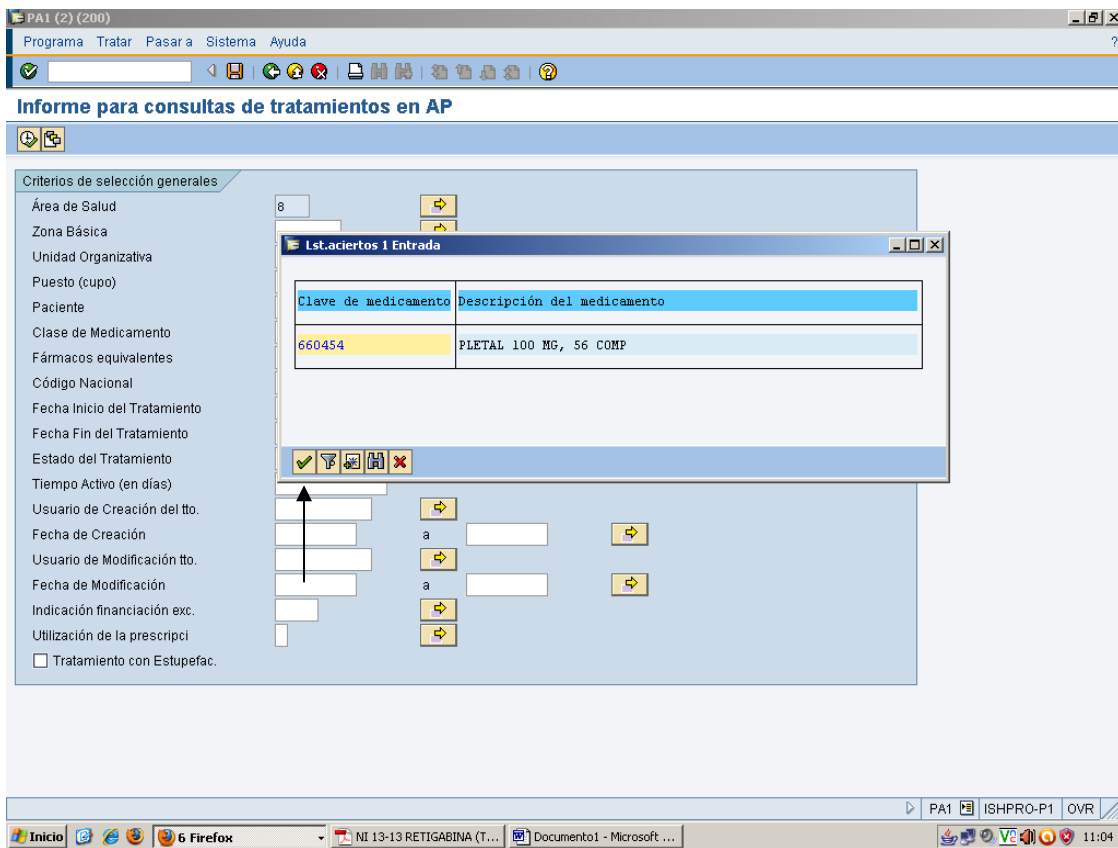 PA1 (2) (200)
Programa Tratar Pasar a Sistema Ayuda ?
Informe para consultas de tratamientos en AP
Criterios de selección generales
Área de Salud 8
Zona Básica
Unidad Organizativa
Puesto (cupo)
Paciente
Clase de Medicamento
Fármacos equivalentes
Código Nacional
Fecha Inicio del Tratamiento
Fecha Fin del Tratamiento
Estado del Tratamiento
Tiempo Activo (en días)
Usuario de Creación del tto.
Fecha de Creación a
Usuario de Modificación tto.
Fecha de Modificación a
Indicación financiación exc.
Utilización de la prescripci
Tratamiento con Estupefac.
Lst.aciertos 1 Entrada
Clave de medicamento Descripción del medicamento
660454 PLETAL 100 MG, 56 COMP
PA1 ISHPRO-P1 OVR
Inicio 6 Firefox NI 13-13 RETIGABINA (T... Documento1 - Microsoft ... 11:04